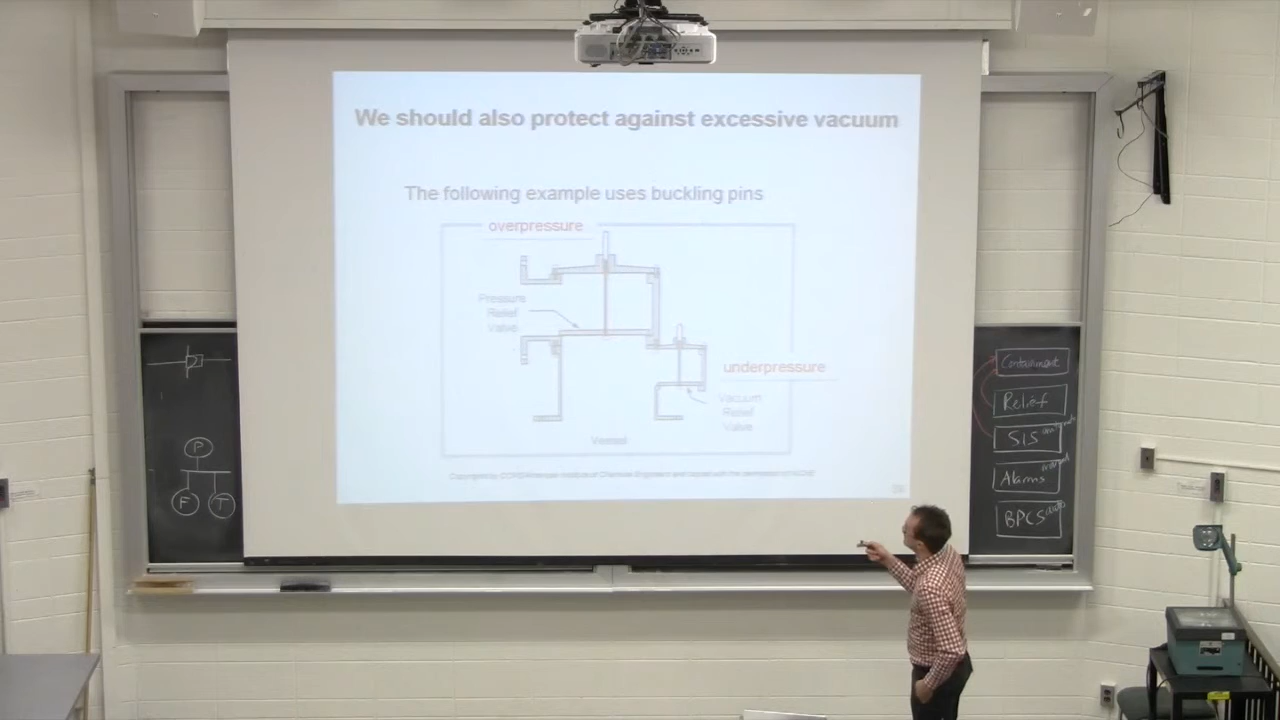 We should also protect against excessive vacuum
The following example uses buckling pins
overpressure
Pressure
Relief
Valve
underpressure
Vacuum
Relief
Valve
Vessel
P
F
T
Containment
Relief
SIS
Alarms
BPCS